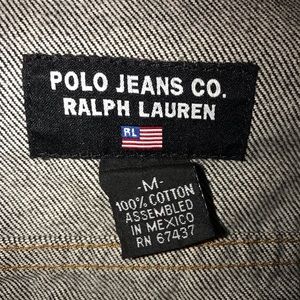 POLO JEANS CO.
RALPH LAUREN
RL
-M-
100% COTTON
ASSEMBLED
IN MEXICO
RN 67437